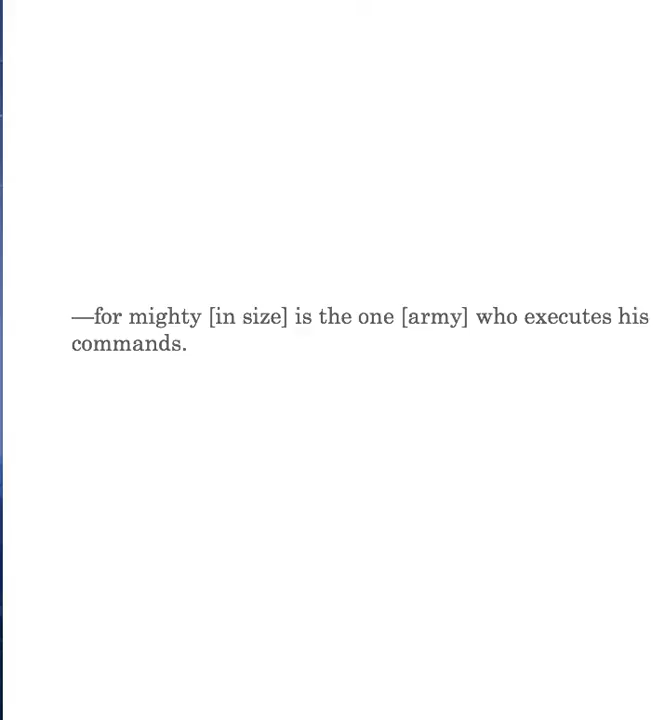 —for mighty [in size] is the one [army] who executes his
commands.